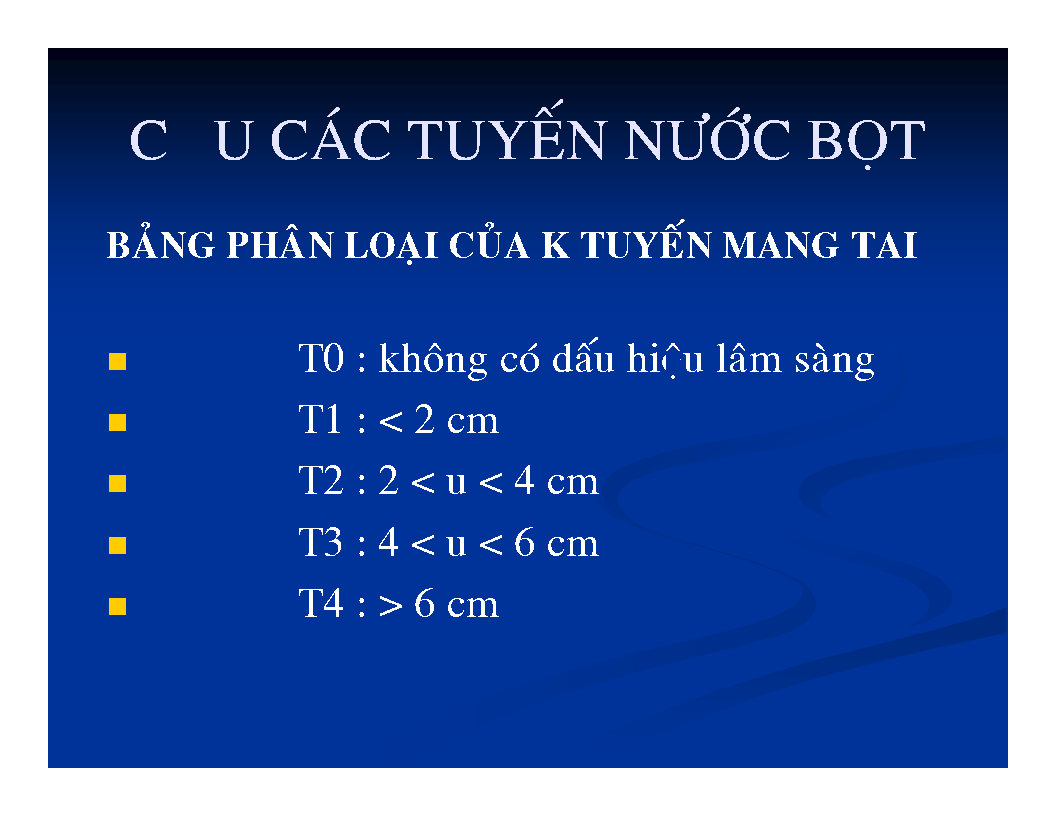 C U CÁC TUYẾN NƯỚC BỌT
BẢNG PHÂN LOẠI CỦA K TUYẾN MANG TAI
T0 : không có dấu hiệu lâm sàng
T1 : < 2 cm
T2 : 2 < u < 4 cm
T3 : 4 < u < 6 cm
T4 : > 6 cm